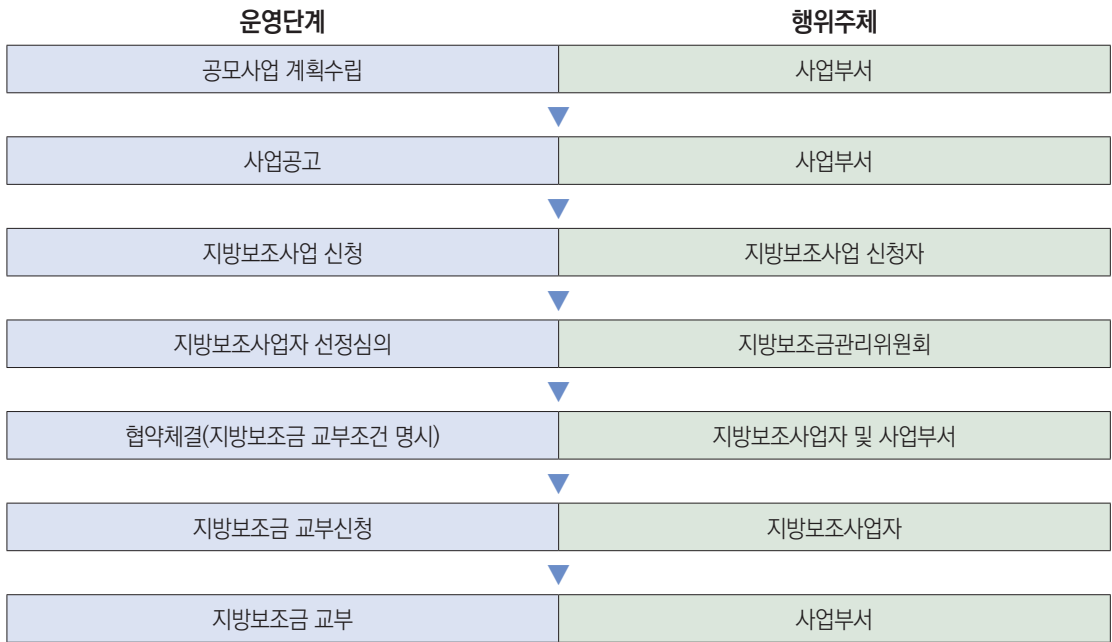 운영단계 행위주체
공모사업 계획수립 사업부서
사업공고 사업부서
지방보조사업 신청 지방보조사업 신청자
지방보조사업자 선정심의 지방보조금관리위원회
협약체결(지방보조금 교부조건 명시) 지방보조사업자 및 사업부서
지방보조금 교부신청 지방보조사업자
지방보조금 교부 사업부서